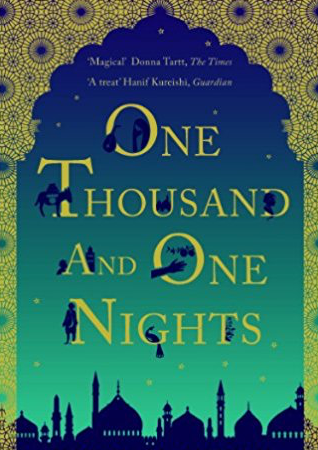 ‘Magical’ Donna Tartt, The Times
‘A treat’ Hanif Kureishi, Guardian
ONE
THOUSAND
AND ONE
NIGHTS